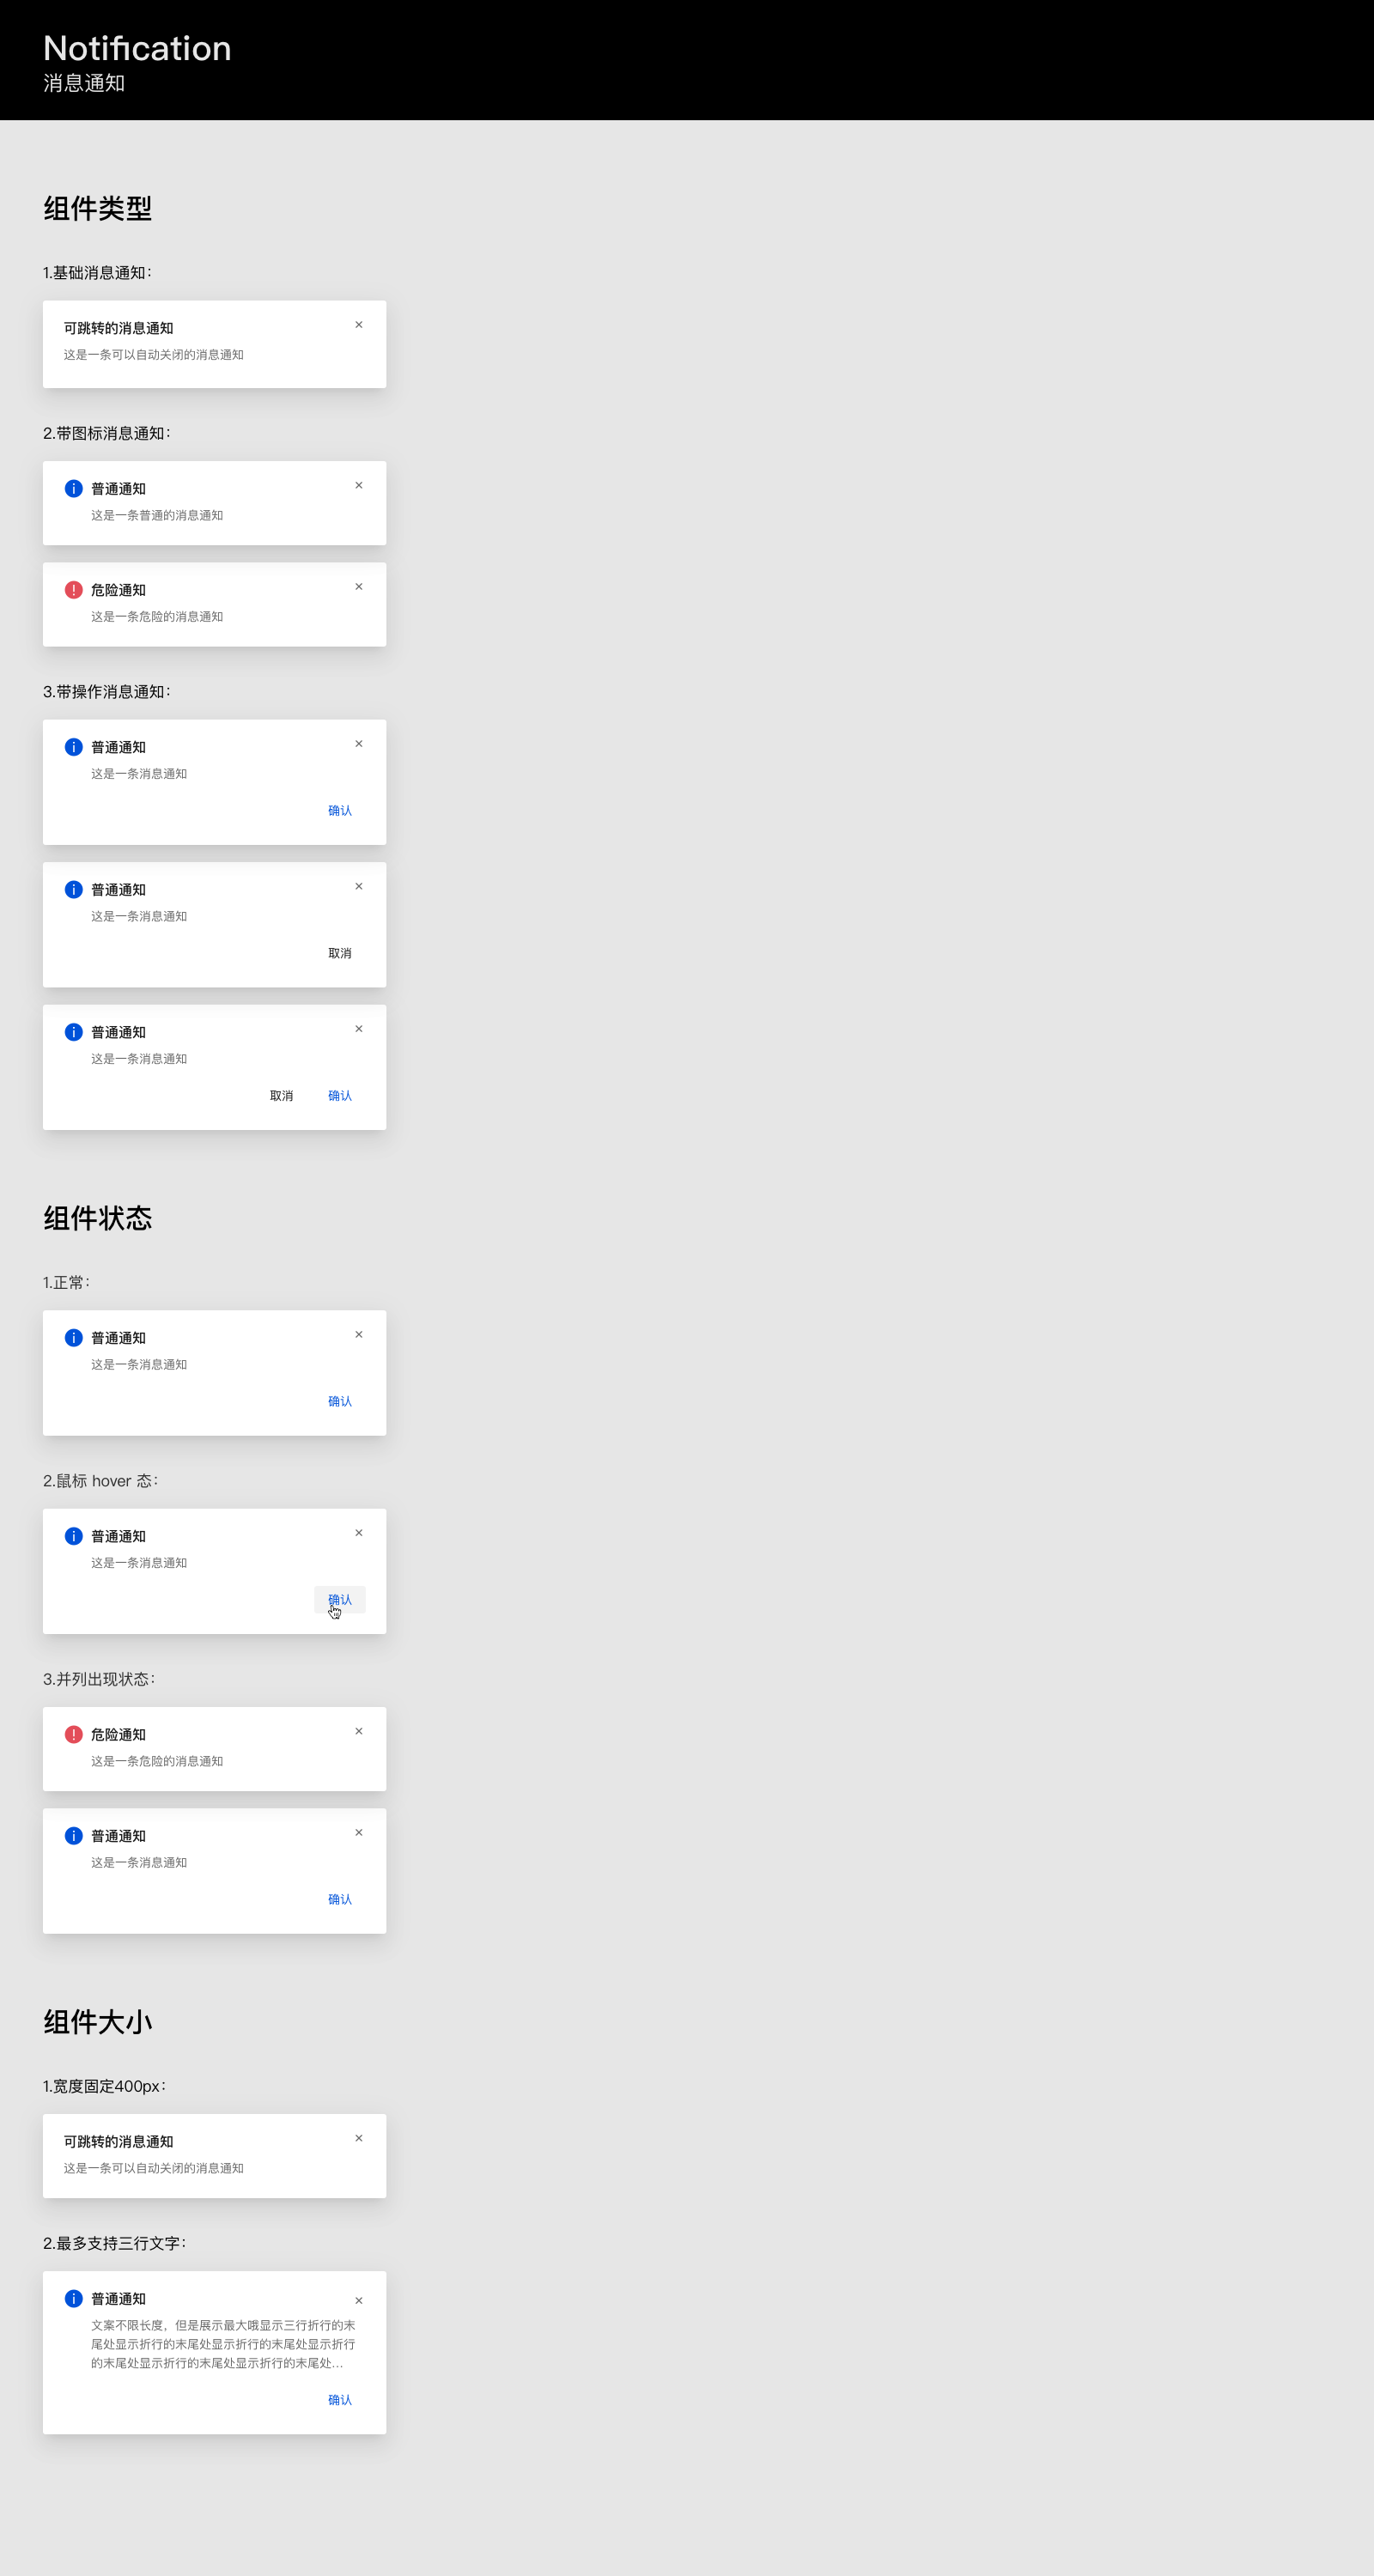 Notification
消息通知
组件类型
1.基础消息通知：
可跳转的消息通知
这是一条可以自动关闭的消息通知
2.带图标消息通知：
普通通知
这是一条普通的消息通知
危险通知
这是一条危险的消息通知
3.带操作消息通知：
普通通知
这是一条消息通知
确认
普通通知
这是一条消息通知
取消
普通通知
这是一条消息通知
取消 确认
组件状态
1.正常：
普通通知
这是一条消息通知
确认
2.鼠标 hover 态：
普通通知
这是一条消息通知
确认
3.并列出现状态：
危险通知
这是一条危险的消息通知
普通通知
这是一条消息通知
确认
组件大小
1.宽度固定400px：
可跳转的消息通知
这是一条可以自动关闭的消息通知
2.最多支持三行文字：
普通通知
文案不限长度，但是展示最大哦显示三行折行的末
尾处显示折行的末尾处显示折行的末尾处显示折行
的末尾处显示折行的末尾处显示折行的末尾处...
确认